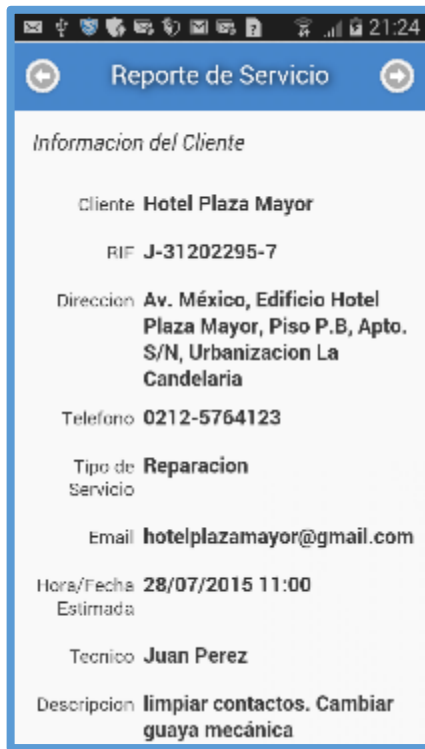 21:24
Reporte de Servicio
Informacion del Cliente
Cliente Hotel Plaza Mayor
RIF J-31202295-7
Direccion Av. México, Edificio Hotel
Plaza Mayor, Piso P.B, Apto.
S/N, Urbanizacion La
Candelaria
Telefono 0212-5764123
Tipo de Reparacion
Servicio
Email hotelplazamayor@gmail.com
Hora/Fecha 28/07/2015 11:00
Estimada
Tecnico Juan Perez
Descripcion limpiar contactos. Cambiar
guaya mecánica